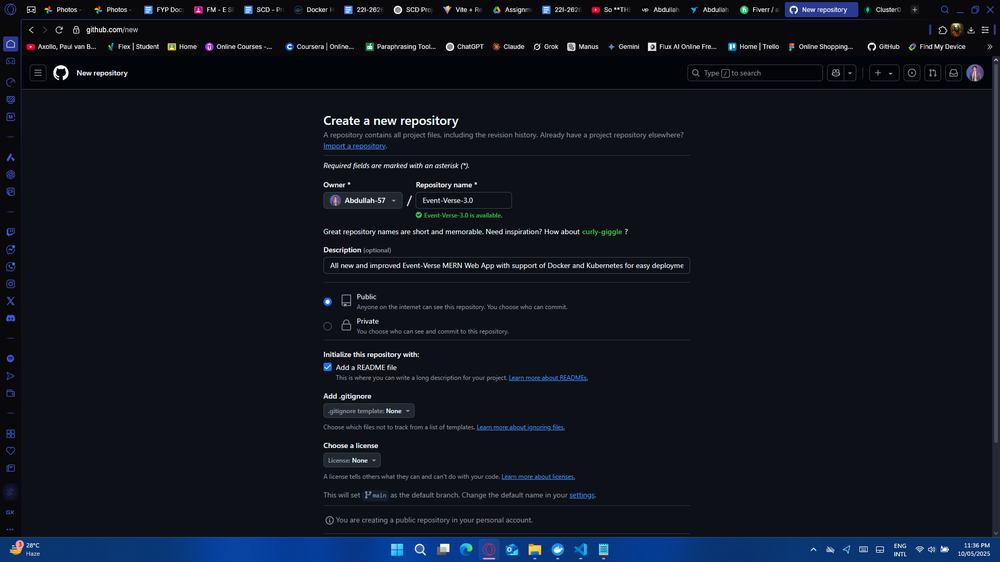 Photos -
Photos -
FYP Docu
FM - E SP
SCD - Pro
Docker H
22I-2626
SCD Proj
Vite + Re
Assignme
22I-2626
So **THE
up Abdullah
Abdullah
Fiverr / al
New repository
Cluster0
github.com/new
Axollo, Paul van B...
Flex | Student
Home
Online Courses -...
Coursera | Online...
Paraphrasing Tool...
ChatGPT
Claude
Grok
Manus
Gemini
Flux AI Online Fre...
Home | Trello
Online Shopping...
GitHub
Find My Device
New repository
Type / to search
Create a new repository
A repository contains all project files, including the revision history. Already have a project repository elsewhere?
Import a repository.
Required fields are marked with an asterisk (*).
Owner *
Repository name *
Abdullah-57
/
Event-Verse-3.0
Event-Verse-3.0 is available.
Great repository names are short and memorable. Need inspiration? How about curly-giggle ?
Description (optional)
All new and improved Event-Verse MERN Web App with support of Docker and Kubernetes for easy deployme
Public
Anyone on the internet can see this repository. You choose who can commit.
Private
You choose who can see and commit to this repository.
Initialize this repository with:
Add a README file
This is where you can write a long description for your project. Learn more about READMEs.
Add .gitignore
.gitignore template: None
Choose which files not to track from a list of templates. Learn more about ignoring files.
Choose a license
License: None
A license tells others what they can and can't do with your code. Learn more about licenses.
This will set main as the default branch. Change the default name in your settings.
You are creating a public repository in your personal account.
M
CS
GX
3
28°C
Haze
ENG
INTL
11:36 PM
10/05/2025